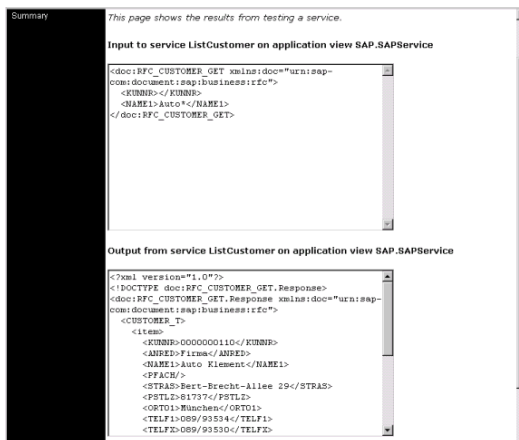 Summary
This page shows the results from testing a service.
Input to service ListCustomer on application view SAP.SAPService
<doc:RFC_CUSTOMER_GET xmlns:doc="urn:sap-
com:document:sap:business:rfc">
<KUNNR></KUNNR>
<NAME1>Auto*</NAME1>
</doc:RFC_CUSTOMER_GET>
Output from service ListCustomer on application view SAP.SAPService
<?xml version="1.0"?>
<!DOCTYPE doc:RFC_CUSTOMER_GET.Response>
<doc:RFC_CUSTOMER_GET.Response xmlns:doc="urn:sap-
com:document:sap:business:rfc">
<CUSTOMER_T>
<item>
<KUNNR>0000000110</KUNNR>
<ANRED>Firma</ANRED>
<NAME1>Auto Klement</NAME1>
<PFACH/>
<STRAS>Bert-Brecht-Allee 29</STRAS>
<PSTLZ>81737</PSTLZ>
<ORT01>München</ORT01>
<TELF1>089/93534</TELF1>
<TELFX>089/93530</TELFX>